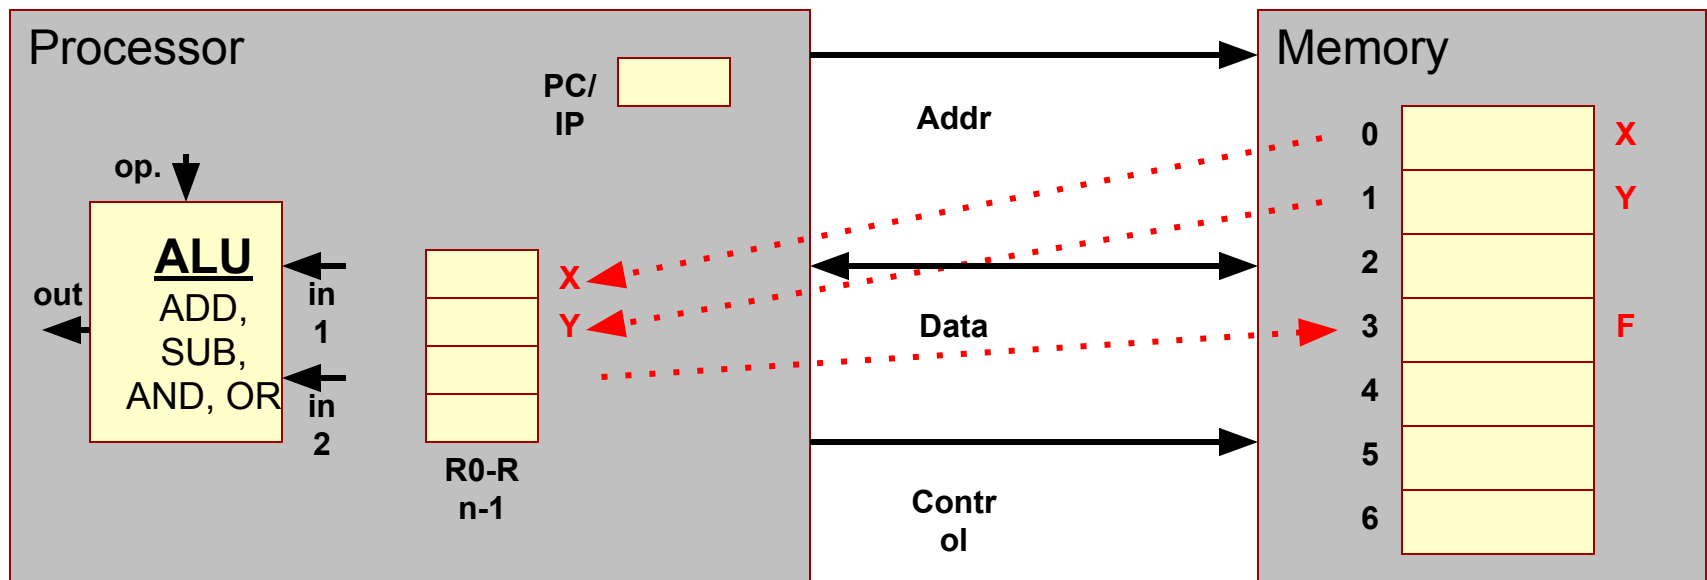 Processor
PC/
IP
op.
ALU
ADD,
SUB,
AND, OR
out
in
1
in
2
X
Y
R0-R
n-1
Addr
Data
Contr
ol
Memory
0
X
1
Y
2
3
F
4
5
6